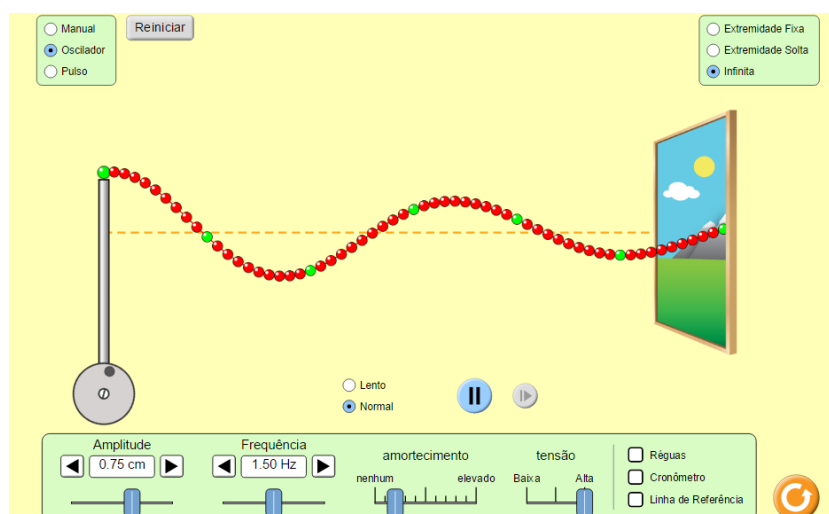 Manual
Oscilador
Pulso
Reiniciar
Extremidade Fixa
Extremidade Solta
Infinita
Lento
Normal
Amplitude
0.75 cm
Frequência
1.50 Hz
amortecimento
nenhum
elevado
tensão
Baixa
Alta
Réguas
Cronômetro
Linha de Referência